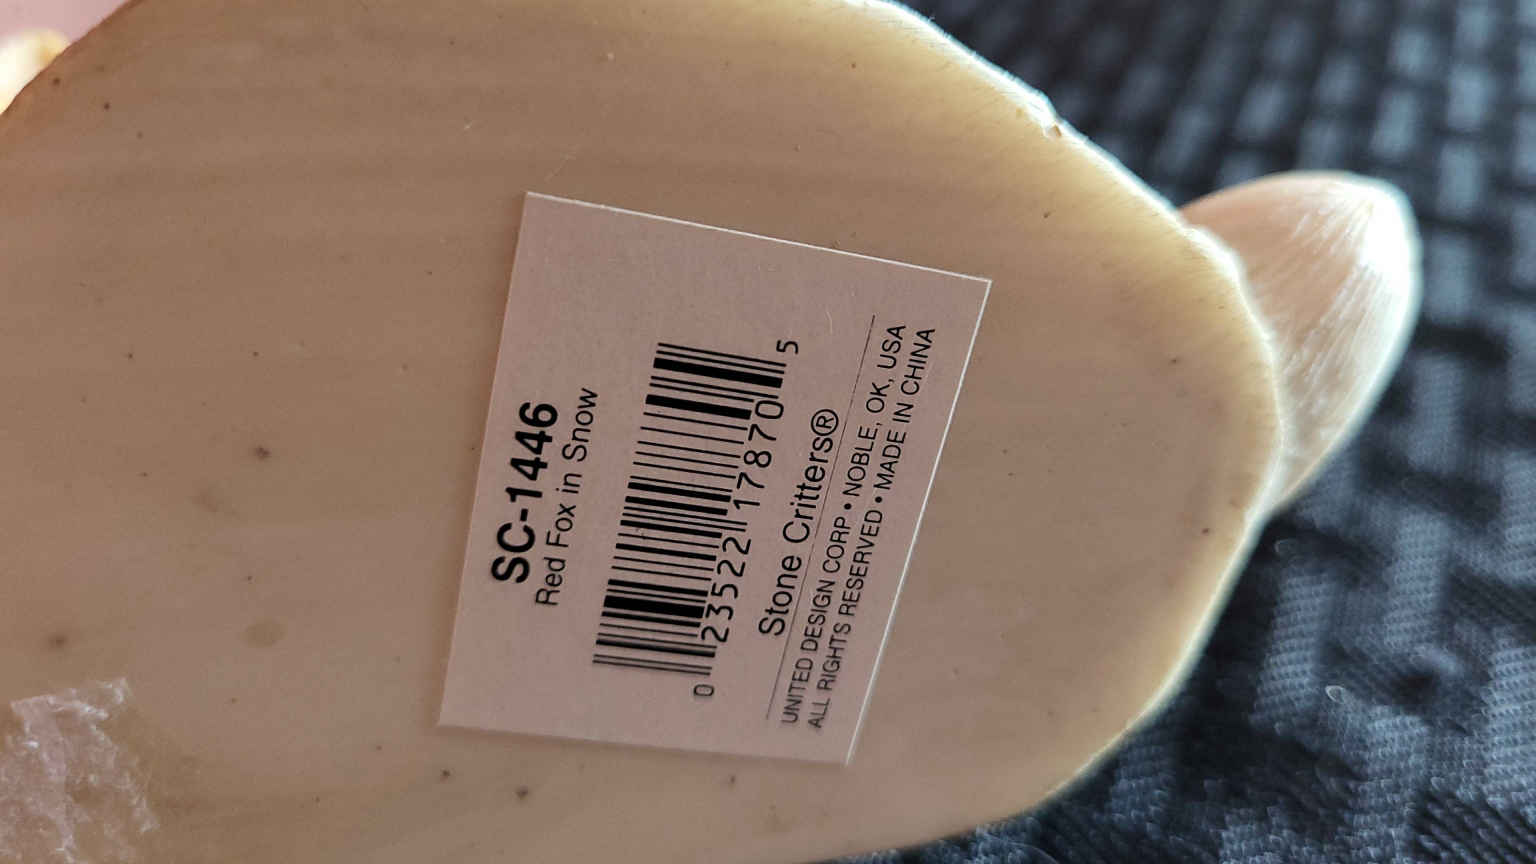 SC-1446
Red Fox in Snow
0 23522 17870 5
Stone Critters®
UNITED DESIGN CORP • NOBLE, OK, USA
ALL RIGHTS RESERVED • MADE IN CHINA